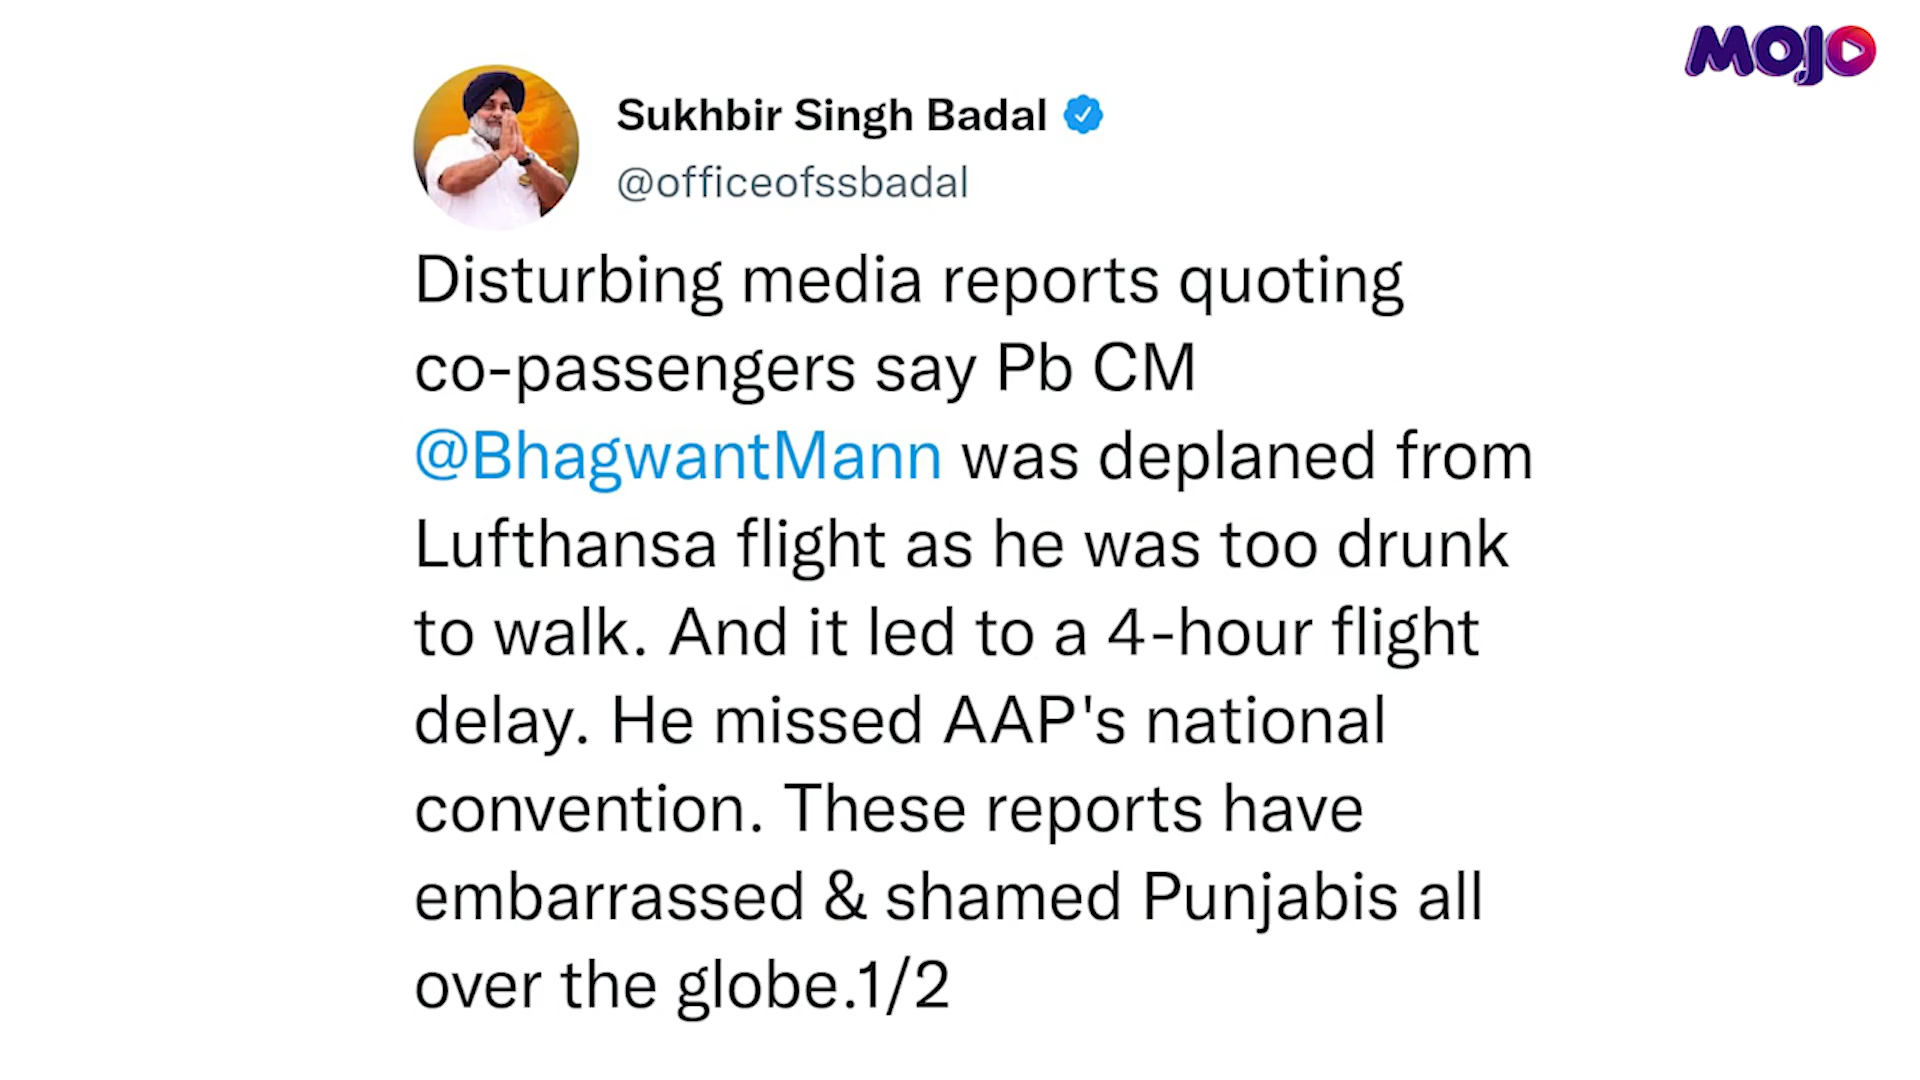 MOJO
Sukhbir Singh Badal
@officeofssbadal
Disturbing media reports quoting
co-passengers say Pb CM
@BhagwantMann was deplaned from
Lufthansa flight as he was too drunk
to walk. And it led to a 4-hour flight
delay. He missed AAP's national
convention. These reports have
embarrassed & shamed Punjabis all
over the globe.1/2